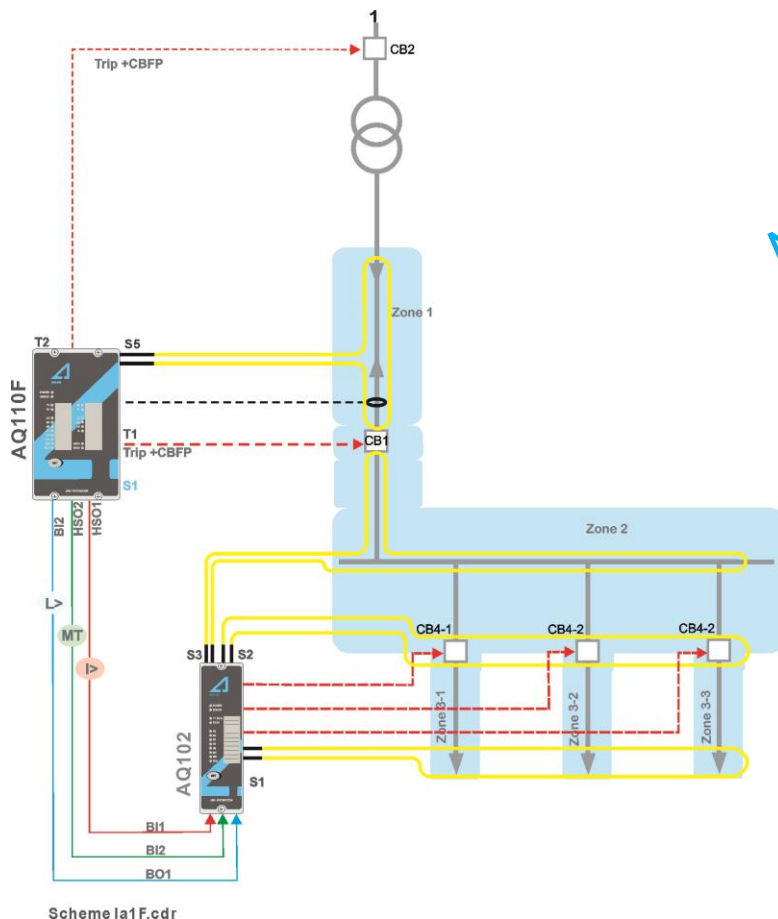 1
CB2
Trip +CBFP
Zone 1
T2
S5
AQ110F
T1
CB1
Trip +CBFP
S1
BI2
HSO2
HSO1
Zone 2
MT
I>
CB4-1
CB4-2
CB4-2
S3
S2
Zone 3-1
Zone 3-2
Zone 3-3
AQ102
S1
BI1
BI2
BO1
Scheme Ia1F.cdr